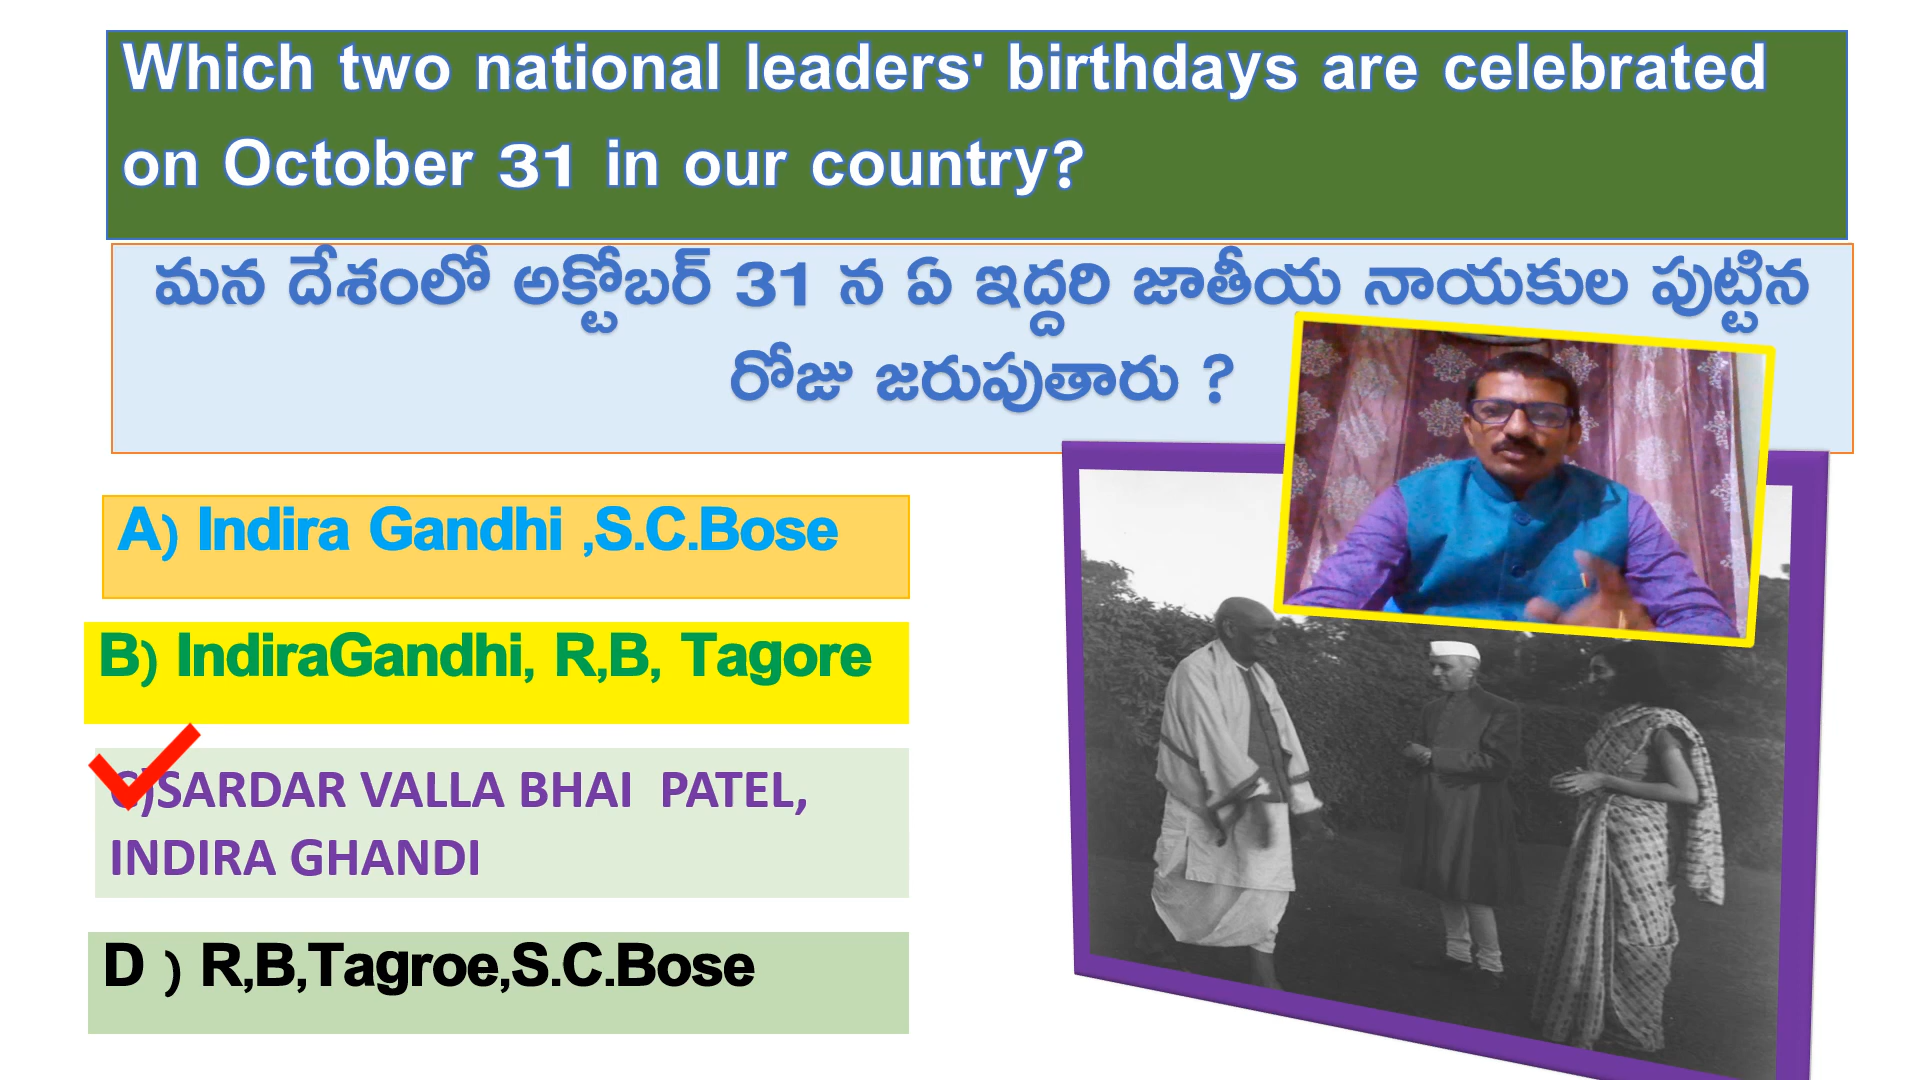 Which two national leaders' birthdays are celebrated
on October 31 in our country?
మన దేశంలో అక్టోబర్ 31 న ఏ ఇద్దరి జాతీయ నాయకుల పుట్టిన
రోజు జరుపుతారు ?
A) Indira Gandhi ,S.C.Bose
B) IndiraGandhi, R,B, Tagore
C)SARDAR VALLA BHAI PATEL,
INDIRA GHANDI
D ) R,B,Tagroe,S.C.Bose